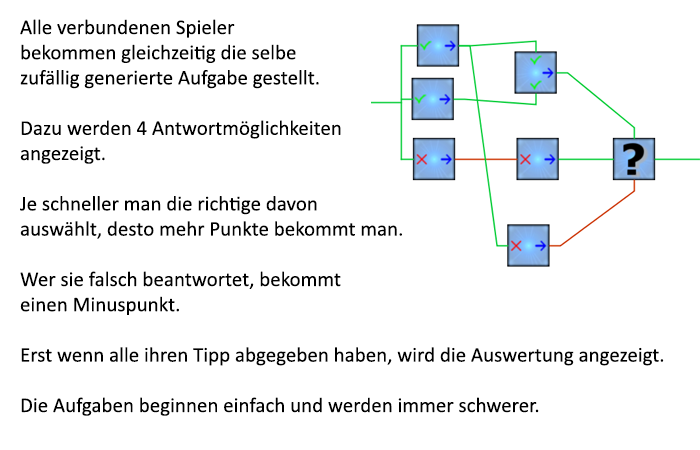 Alle verbundenen Spieler
bekommen gleichzeitig die selbe
zufällig generierte Aufgabe gestellt.
Dazu werden 4 Antwortmöglichkeiten
angezeigt.
Je schneller man die richtige davon
auswählt, desto mehr Punkte bekommt man.
Wer sie falsch beantwortet, bekommt
einen Minuspunkt.
Erst wenn alle ihren Tipp abgegeben haben, wird die Auswertung angezeigt.
Die Aufgaben beginnen einfach und werden immer schwerer.
?